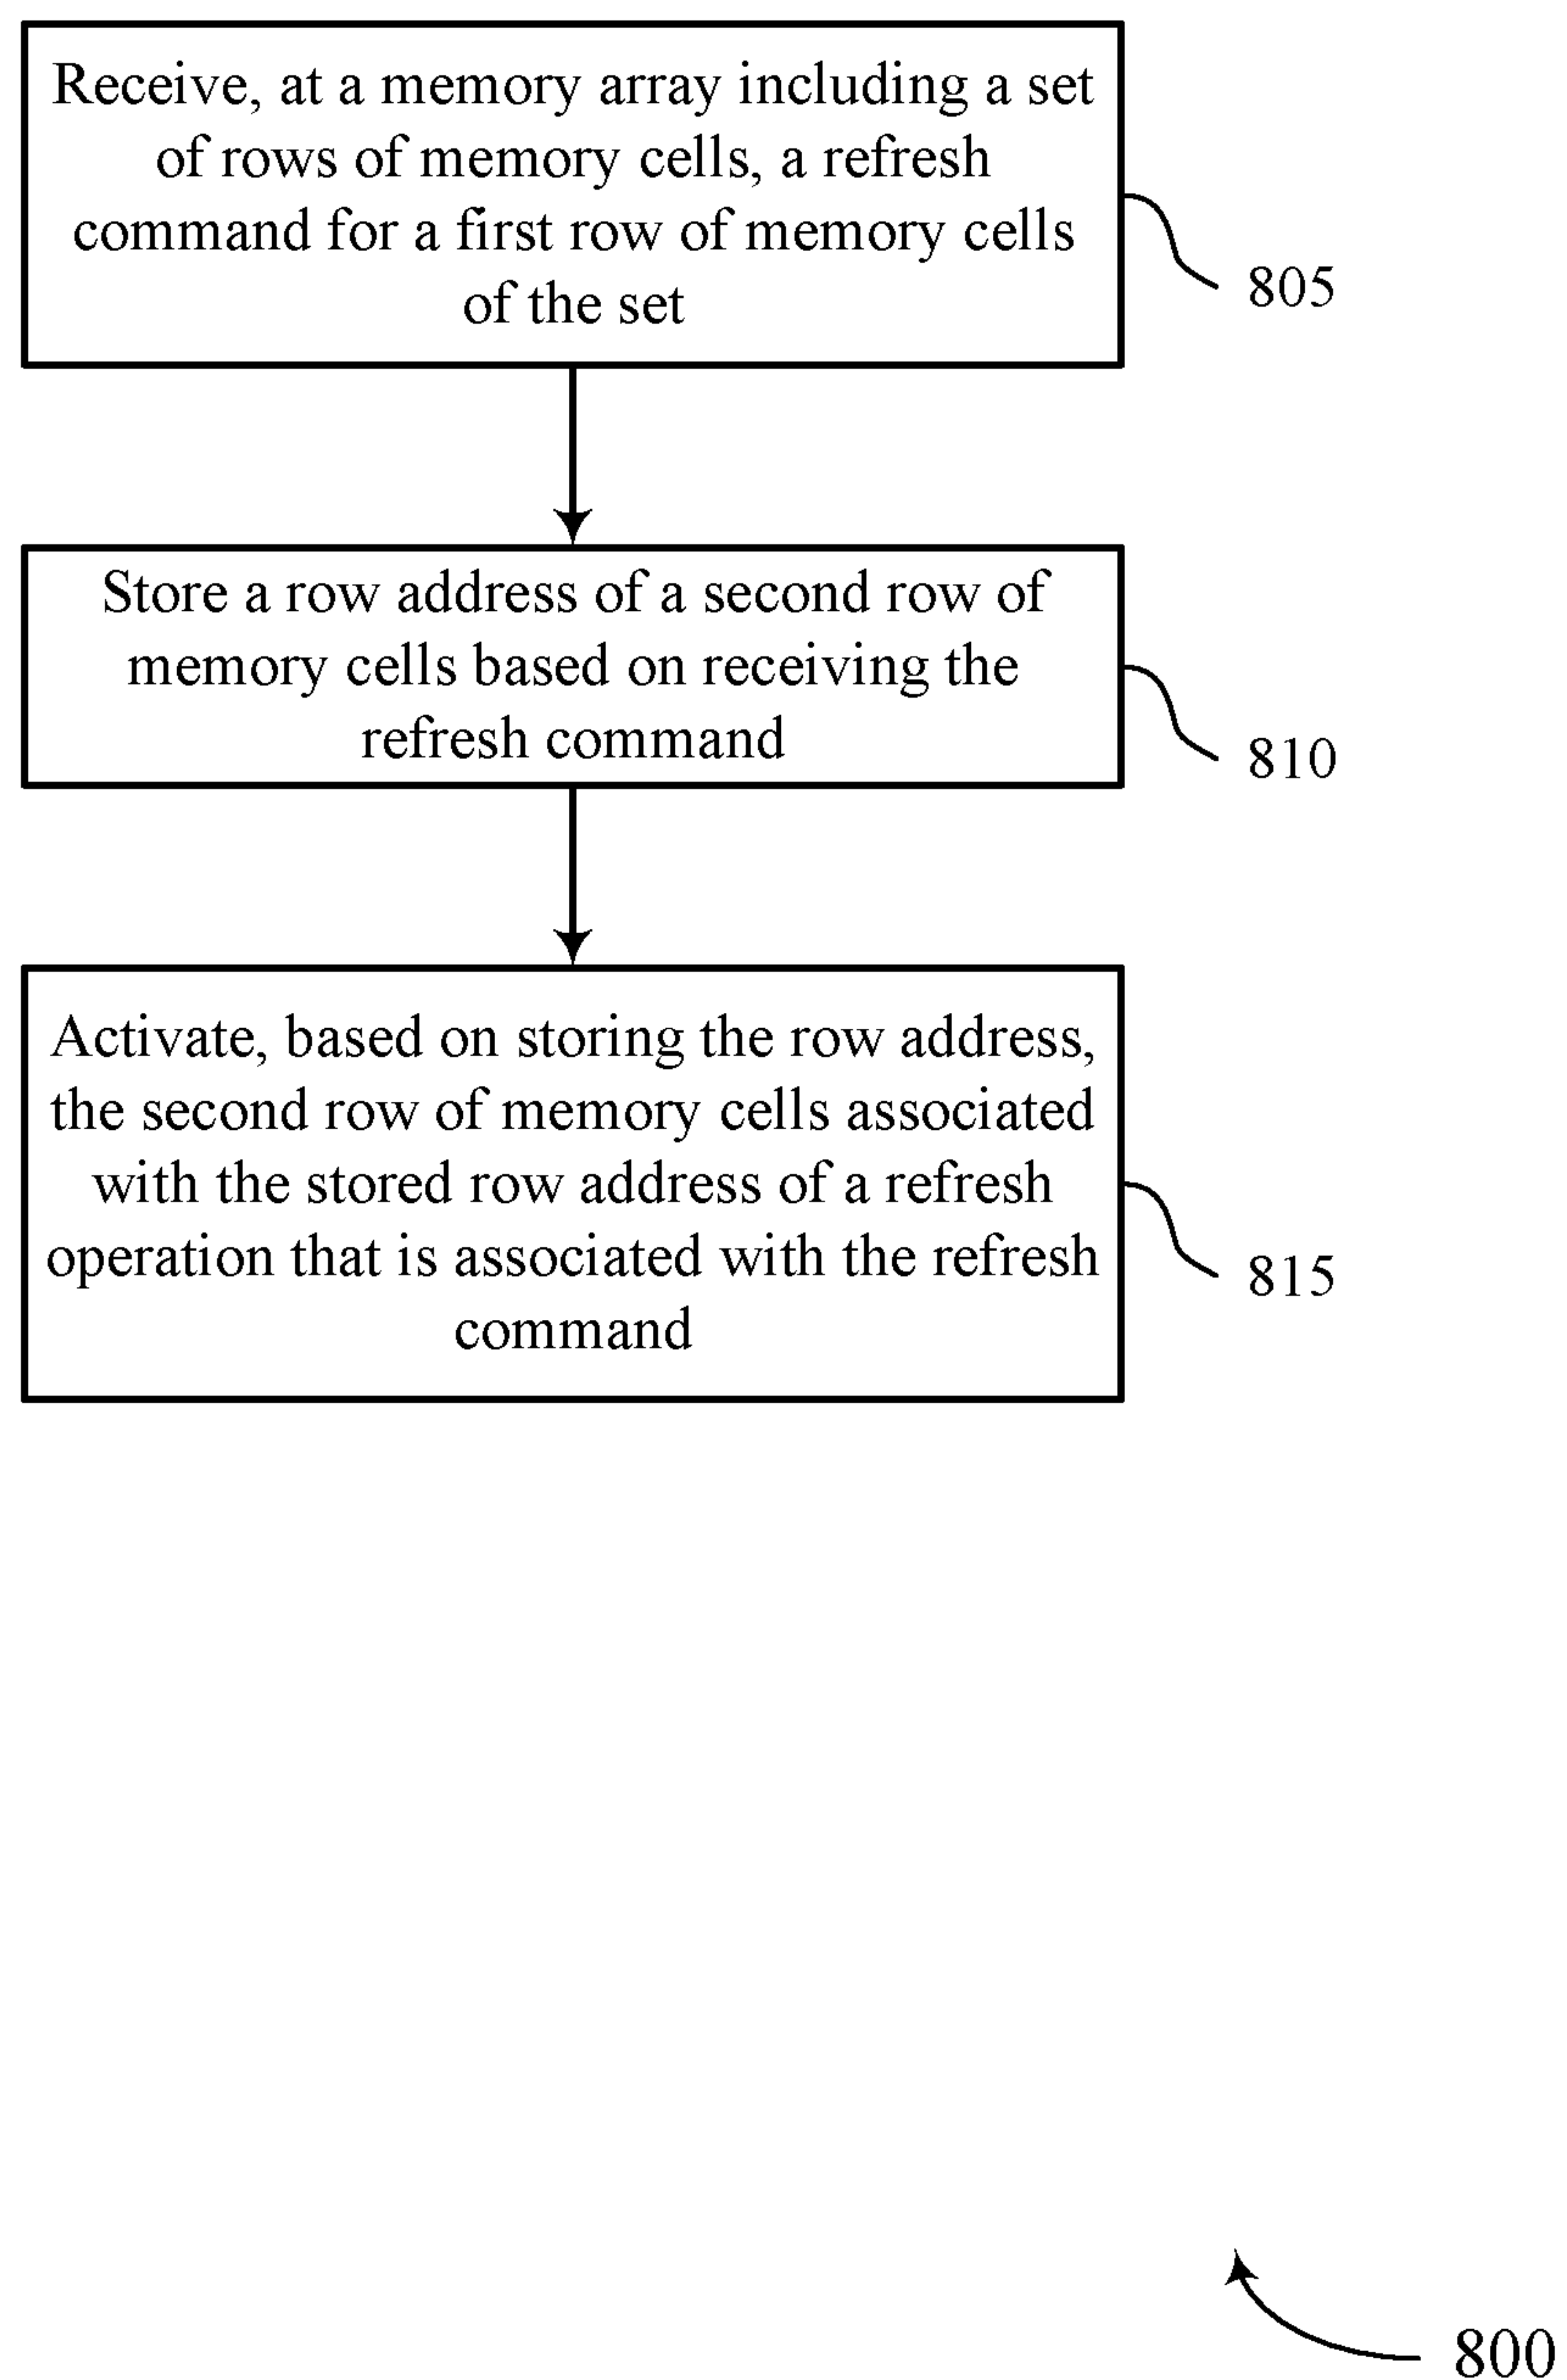 Receive, at a memory array including a set
of rows of memory cells, a refresh
command for a first row of memory cells
of the set
805
Store a row address of a second row of
memory cells based on receiving the
refresh command
810
Activate, based on storing the row address,
the second row of memory cells associated
with the stored row address of a refresh
operation that is associated with the refresh
command
815
800